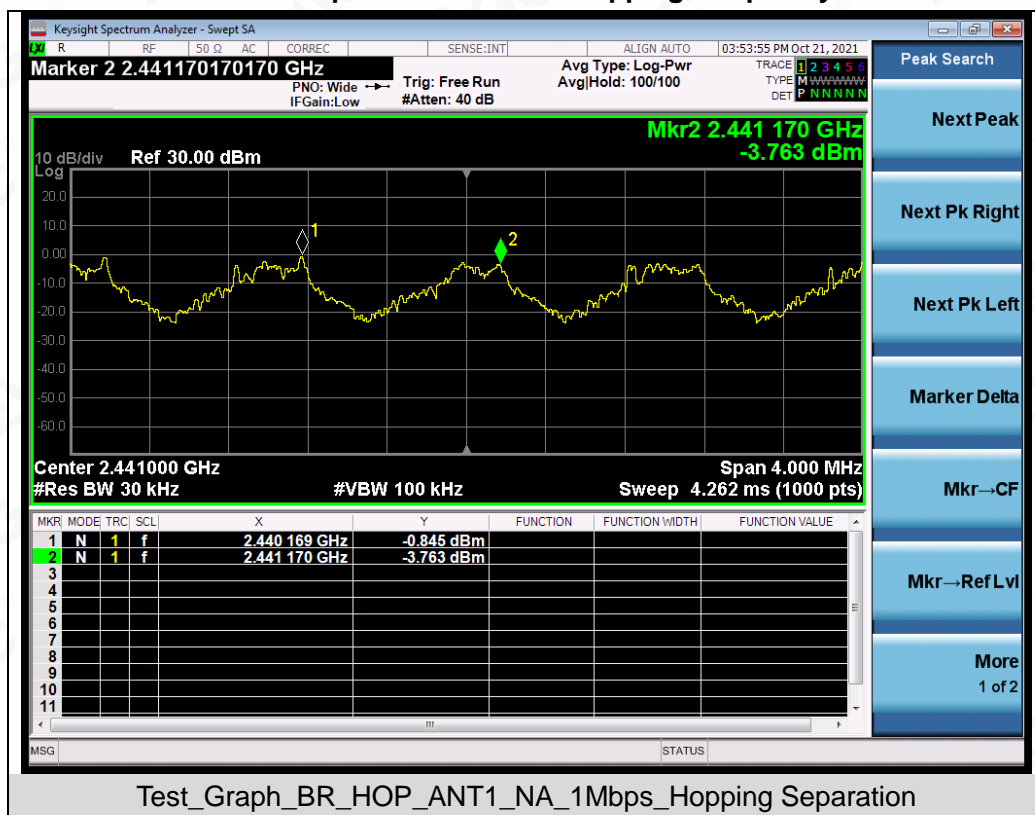 Keysight Spectrum Analyzer - Swept SA
LXI R RF 50 Ω AC CORREC SENSE:INT ALIGN AUTO 03:53:55 PM Oct 21, 2021
Marker 2 2.441170170170 GHz
PNO: Wide
IFGain:Low
Trig: Free Run
#Atten: 40 dB
Avg Type: Log-Pwr
Avg|Hold: 100/100
TRACE 1 2 3 4 5 6
TYPE M WWWWW
DET P N N N N N
Mkr2 2.441 170 GHz
-3.763 dBm
10 dB/div Ref 30.00 dBm
Log
20.0
10.0
0.00
-10.0
-20.0
-30.0
-40.0
-50.0
-60.0
1
2
Center 2.441000 GHz Span 4.000 MHz
#Res BW 30 kHz #VBW 100 kHz Sweep 4.262 ms (1000 pts)
MKR MODE TRC SCL X Y FUNCTION FUNCTION WIDTH FUNCTION VALUE
1 N 1 f 2.440 169 GHz -0.845 dBm
2 N 1 f 2.441 170 GHz -3.763 dBm
3
4
5
6
7
8
9
10
11
MSG STATUS
Peak Search
Next Peak
Next Pk Right
Next Pk Left
Marker Delta
Mkr→CF
Mkr→Ref Lvl
More
1 of 2
Test_Graph_BR_HOP_ANT1_NA_1Mbps_Hopping Separation